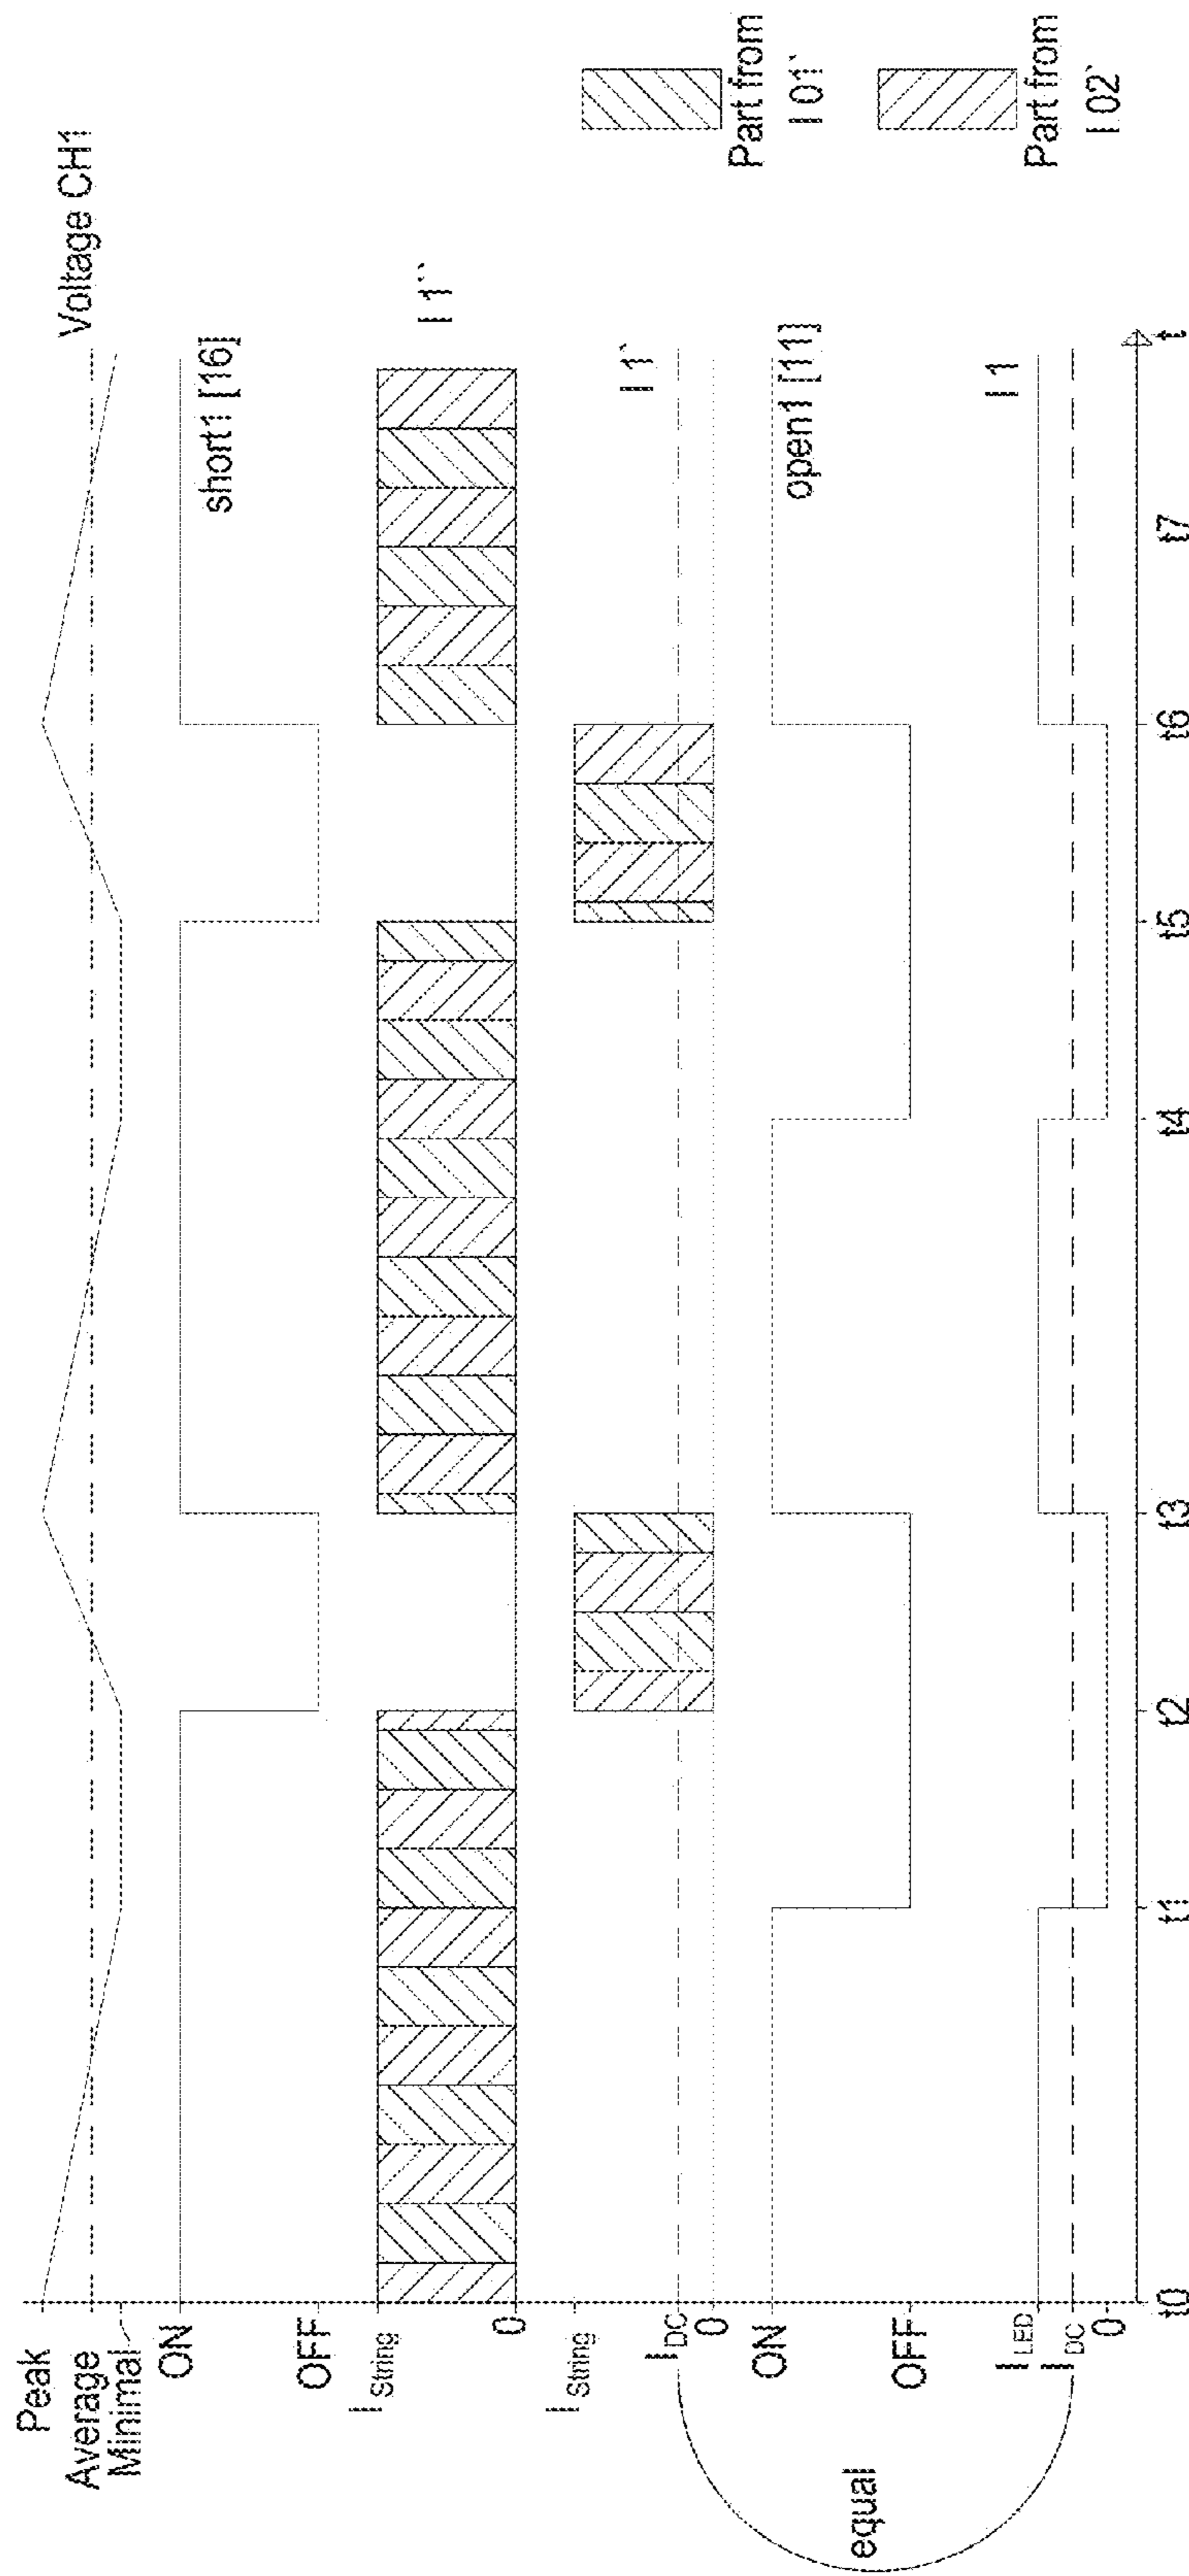 Peak
Average
Minimal
Voltage CH1
ON
OFF
short1 [16]
I String
0
I 1``
I String
I DC
0
I 1`
ON
OFF
open1 [11]
I LED
I DC
0
I 1
equal
t0
t1
t2
t3
t4
t5
t6
t7
t
Part from
I 01`
Part from
I 02`